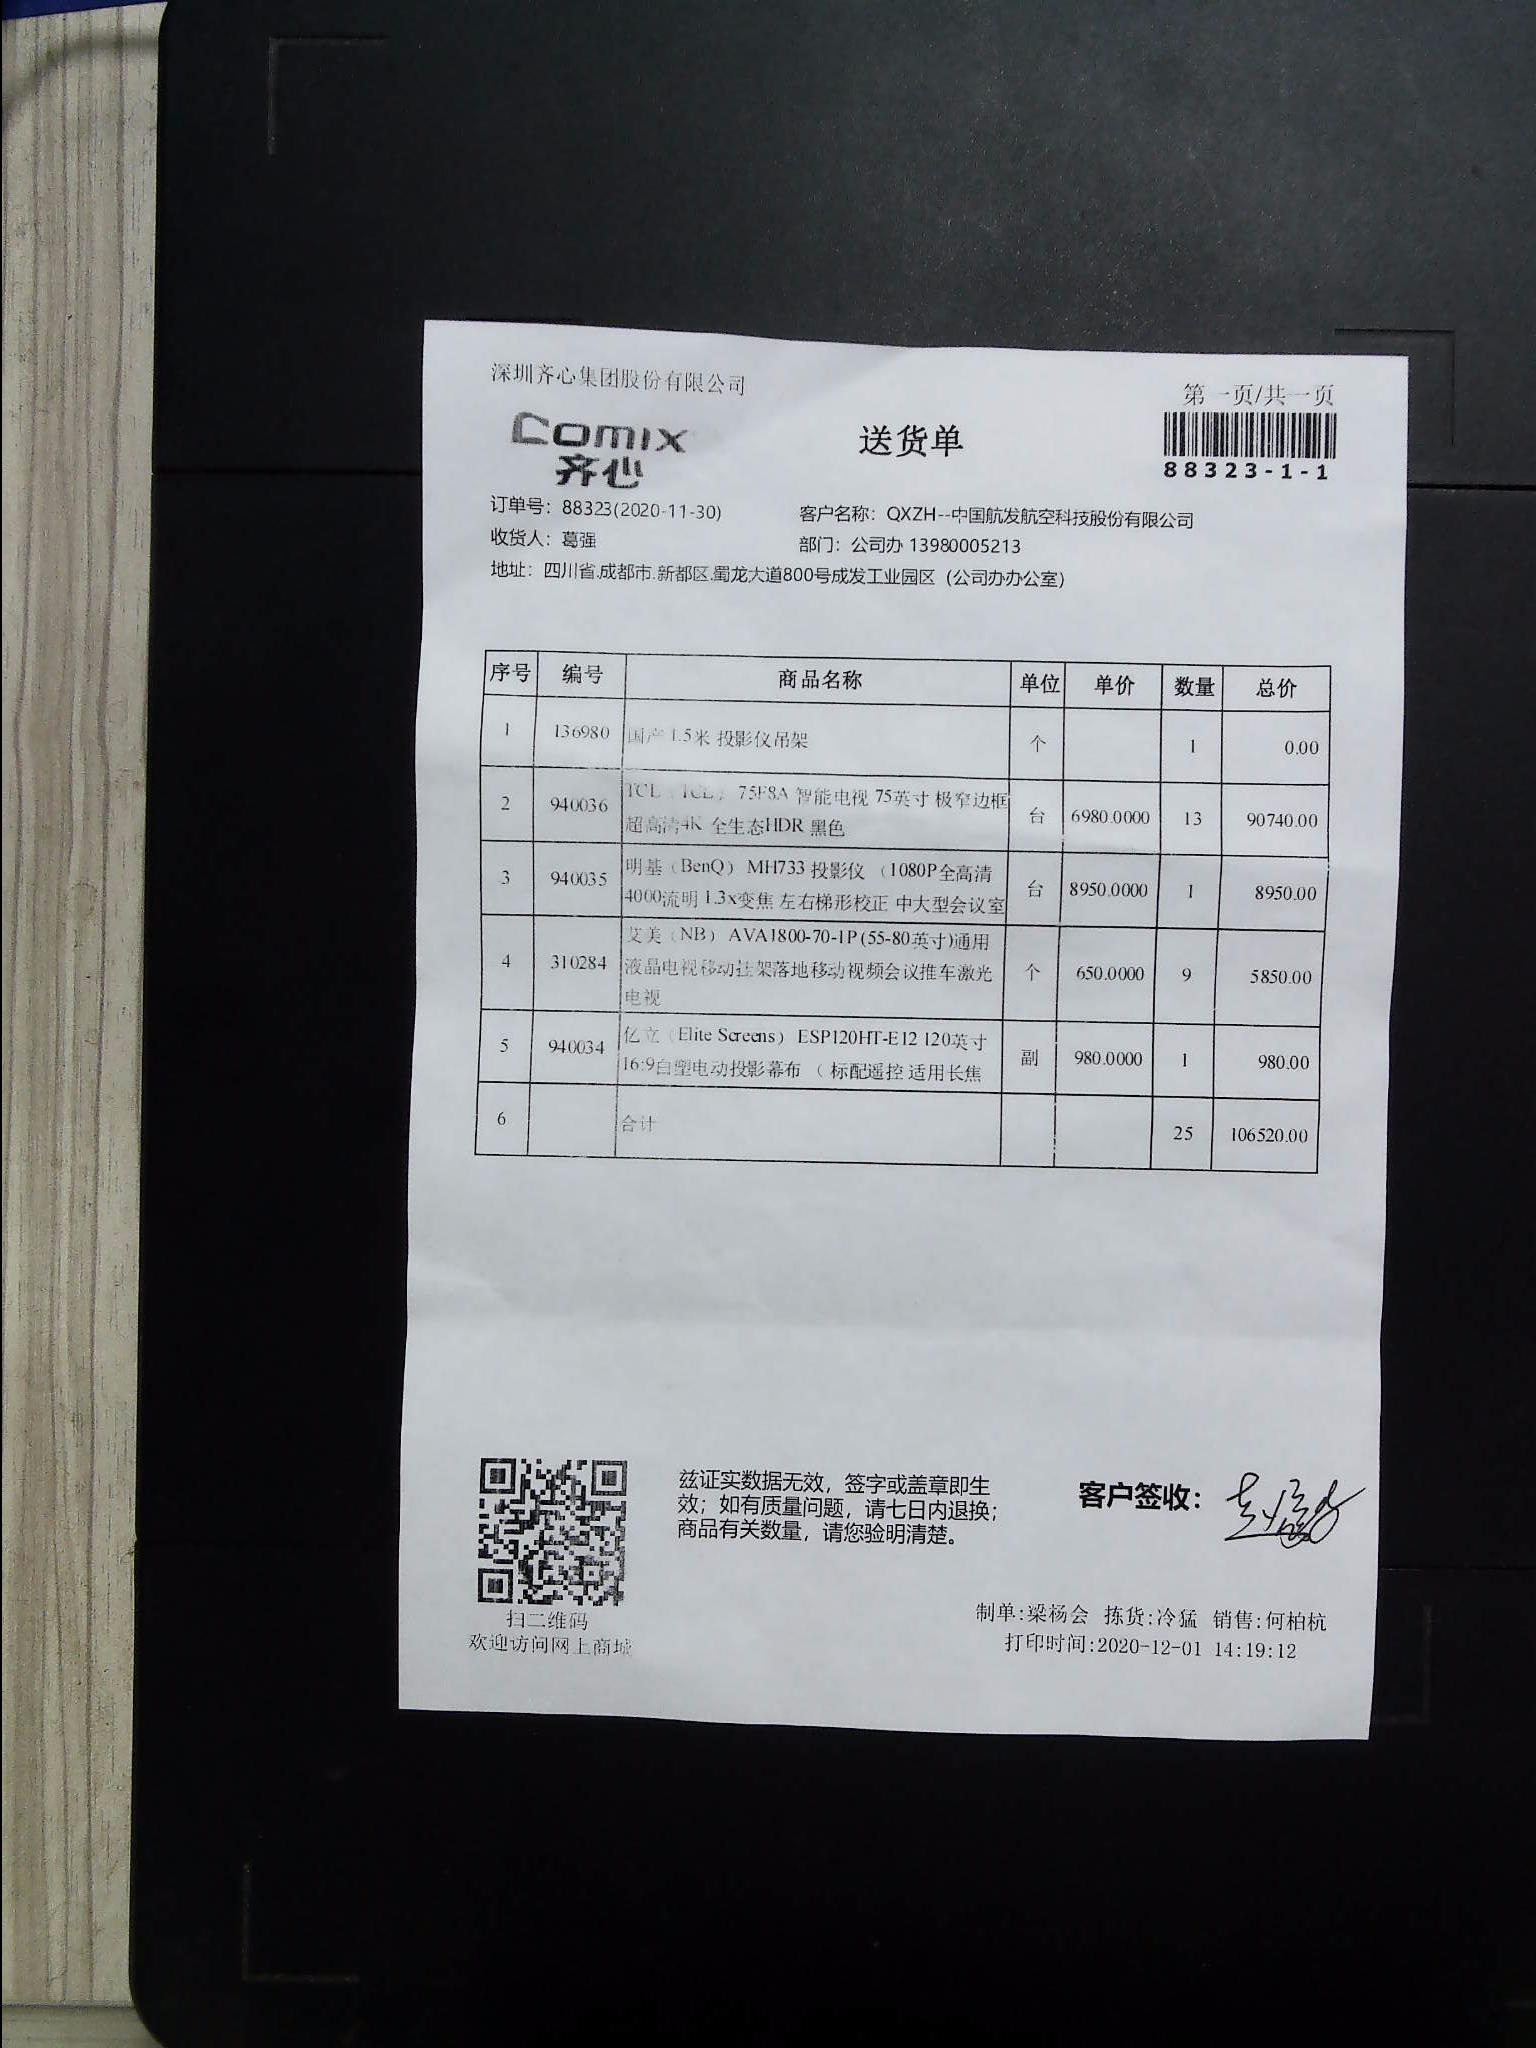 深圳齐心集团股份有限公司
第一页/共一页
comix
齐心
送货单
88323-1-1
订单号：88323(2020-11-30)
客户名称：QXZH--中国航发航空科技股份有限公司
收货人：葛强
部门：公司办 13980005213
地址：四川省.成都市.新都区.蜀龙大道800号成发工业园区（公司办办公室）
序号 编号 商品名称 单位 单价 数量 总价
1 136980 国产 1.5米 投影仪吊架 个 1 0.00
2 940036 TCL（TCL） 75F8A 智能电视 75英寸 极窄边框
超高清4K 全生态HDR 黑色 台 6980.0000 13 90740.00
3 940035 明基（BenQ） MH733 投影仪 （1080P全高清
4000流明 1.3x变焦 左右梯形校正 中大型会议室 台 8950.0000 1 8950.00
4 310284 艾美（NB） AVA1800-70-1P (55-80英寸)通用
液晶电视移动挂架落地移动视频会议推车激光
电视 个 650.0000 9 5850.00
5 940034 亿立（Elite Screens） ESP120HT-E12 120英寸
16:9白塑电动投影幕布 （ 标配遥控 适用长焦 副 980.0000 1 980.00
6 合计 25 106520.00
兹证实数据无效，签字或盖章即生
效；如有质量问题，请七日内退换；
商品有关数量，请您验明清楚。
客户签收：
扫二维码
欢迎访问网上商城
制单:梁杨会 拣货:冷猛 销售:何柏杭
打印时间:2020-12-01 14:19:12